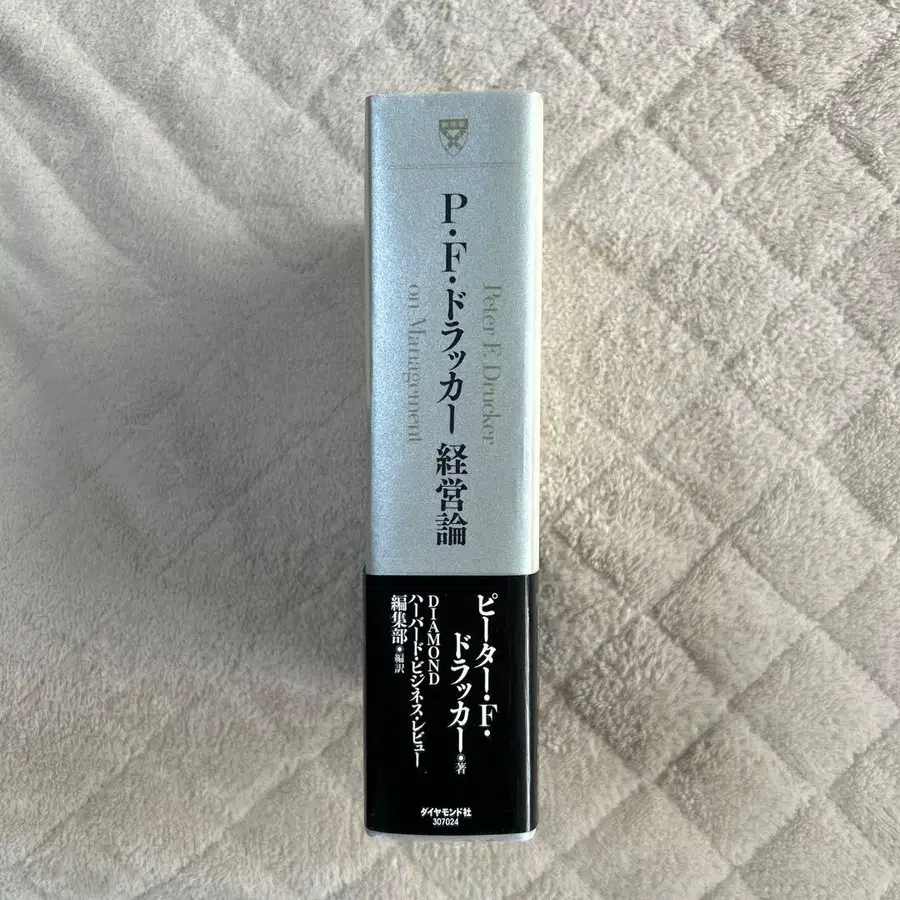 P・F・ドラッカー 経営論
Peter F. Drucker
on Management
ピーター・F・
ドラッカー●著
DIAMOND
ハーバード・ビジネス・レビュー
編集部●編訳
ダイヤモンド社
307024